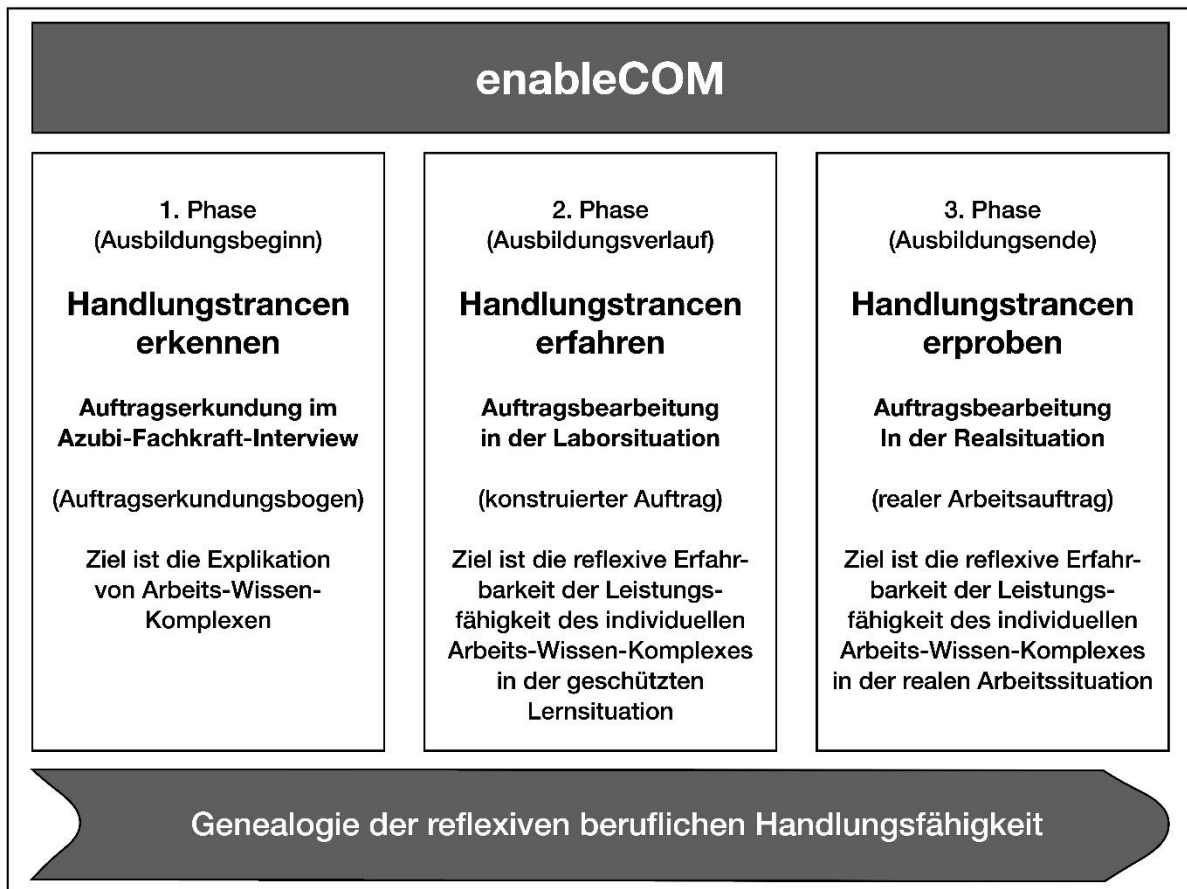 enableCOM
1. Phase
(Ausbildungsbeginn)
Handlungstrancen
erkennen
Auftragserkundung im
Azubi-Fachkraft-Interview
(Auftragserkundungsbogen)
Ziel ist die Explikation
von Arbeits-Wissen-
Komplexen
2. Phase
(Ausbildungsverlauf)
Handlungstrancen
erfahren
Auftragsbearbeitung
in der Laborsituation
(konstruierter Auftrag)
Ziel ist die reflexive Erfahr-
barkeit der Leistungs-
fähigkeit des individuellen
Arbeits-Wissen-Komplexes
in der geschützten
Lernsituation
3. Phase
(Ausbildungsende)
Handlungstrancen
erproben
Auftragsbearbeitung
In der Realsituation
(realer Arbeitsauftrag)
Ziel ist die reflexive Erfahr-
barkeit der Leistungs-
fähigkeit des individuellen
Arbeits-Wissen-Komplexes
in der realen Arbeitssituation
Genealogie der reflexiven beruflichen Handlungsfähigkeit